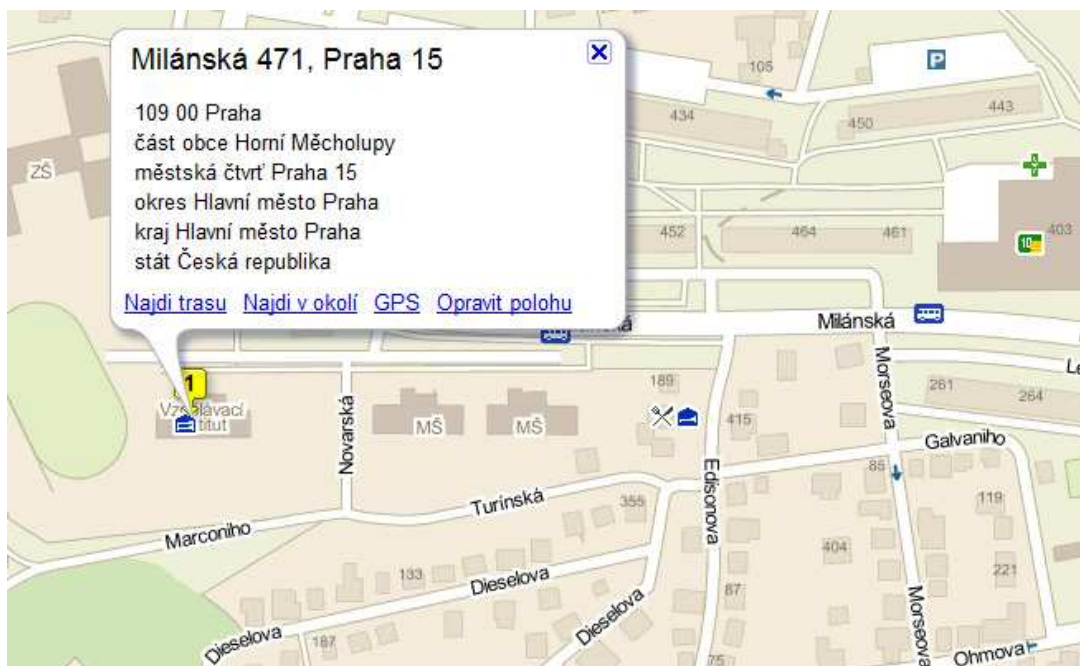 Milánská 471, Praha 15
109 00 Praha
část obce Horní Měcholupy
městská čtvrť Praha 15
okres Hlavní město Praha
kraj Hlavní město Praha
stát Česká republika
Najdi trasu Najdi v okolí GPS Opravit polohu
ZŠ
105
P
434
450
443
452
464
461
403
10
Milánská
1
189
261
264
MŠ
MŠ
415
Novarská
Morseova
Galvaniho
85
Edisonova
Turínská
355
119
Marconiho
404
133
Dieselova
221
87
Dieselova
Morseova
187
Dieselova
75
Ohmova